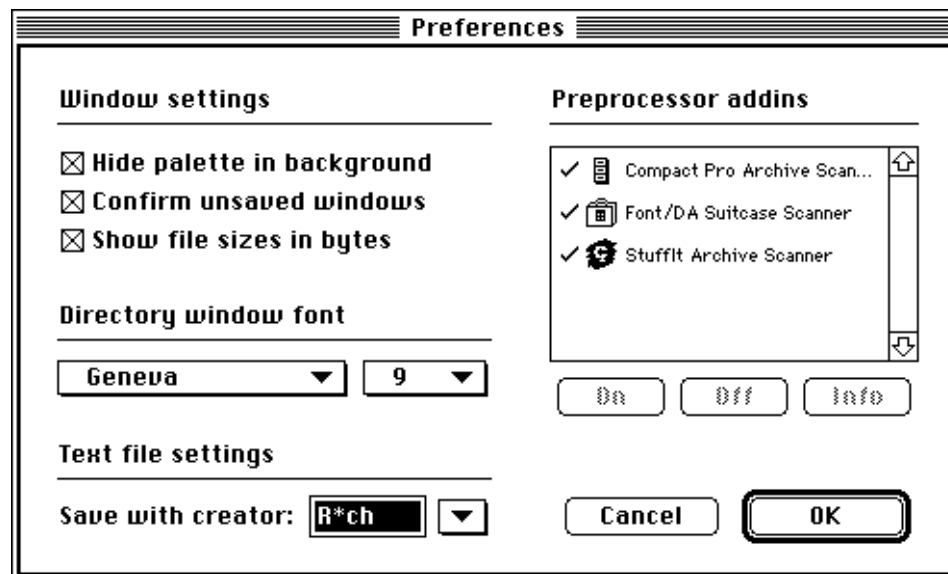 Preferences
Window settings
Hide palette in background
Confirm unsaved windows
Show file sizes in bytes
Directory window font
Geneva
9
Text file settings
Save with creator: R*ch
Preprocessor addins
Compact Pro Archive Scan...
Font/DA Suitcase Scanner
StuffIt Archive Scanner
On
Off
Info
Cancel
OK